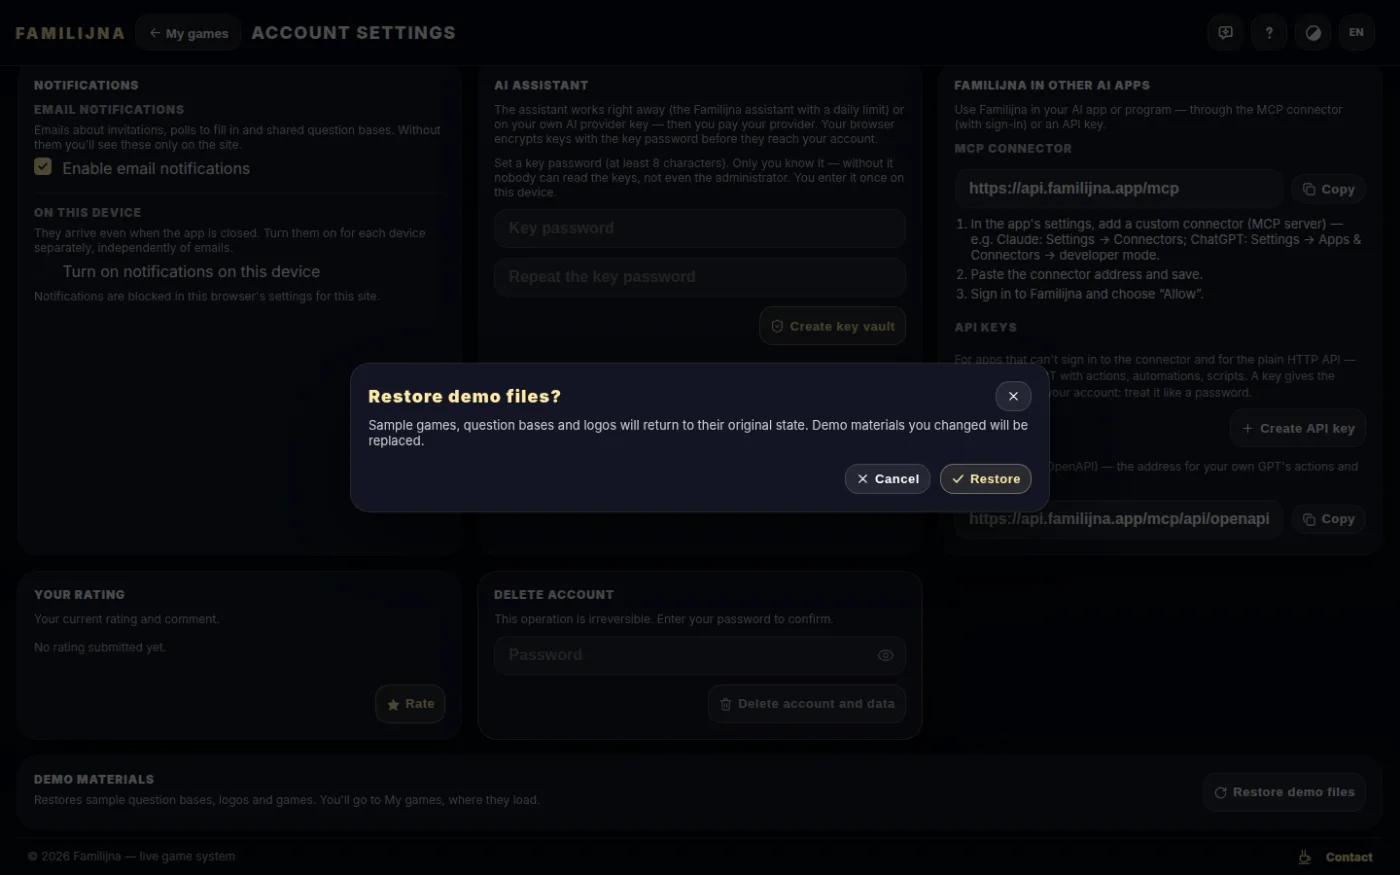 FAMILIJNA
My games
ACCOUNT SETTINGS
?
EN
NOTIFICATIONS
EMAIL NOTIFICATIONS
Emails about invitations, polls to fill in and shared question bases. Without
them you'll see these only on the site.
Enable email notifications
ON THIS DEVICE
They arrive even when the app is closed. Turn them on for each device
separately, independently of emails.
Turn on notifications on this device
Notifications are blocked in this browser's settings for this site.
AI ASSISTANT
The assistant works right away (the Familijna assistant with a daily limit) or
on your own AI provider key — then you pay your provider. Your browser
encrypts keys with the key password before they reach your account.
Set a key password (at least 8 characters). Only you know it — without it
nobody can read the keys, not even the administrator. You enter it once on
this device.
Key password
Repeat the key password
Create key vault
FAMILIJNA IN OTHER AI APPS
Use Familijna in your AI app or program — through the MCP connector
(with sign-in) or an API key.
MCP CONNECTOR
https://api.familijna.app/mcp
Copy
1. In the app's settings, add a custom connector (MCP server) —
e.g. Claude: Settings → Connectors; ChatGPT: Settings → Apps &
Connectors → developer mode.
2. Paste the connector address and save.
3. Sign in to Familijna and choose "Allow".
API KEYS
For apps that can't sign in to the connector and for the plain HTTP API —
T with actions, automations, scripts. A key gives the
your account: treat it like a password.
Create API key
OpenAPI) — the address for your own GPT's actions and
https://api.familijna.app/mcp/api/openapi
Copy
Restore demo files?
Sample games, question bases and logos will return to their original state. Demo materials you changed will be
replaced.
Cancel
Restore
YOUR RATING
Your current rating and comment.
No rating submitted yet.
Rate
DELETE ACCOUNT
This operation is irreversible. Enter your password to confirm.
Password
Delete account and data
DEMO MATERIALS
Restores sample question bases, logos and games. You'll go to My games, where they load.
Restore demo files
© 2026 Familijna — live game system
Contact